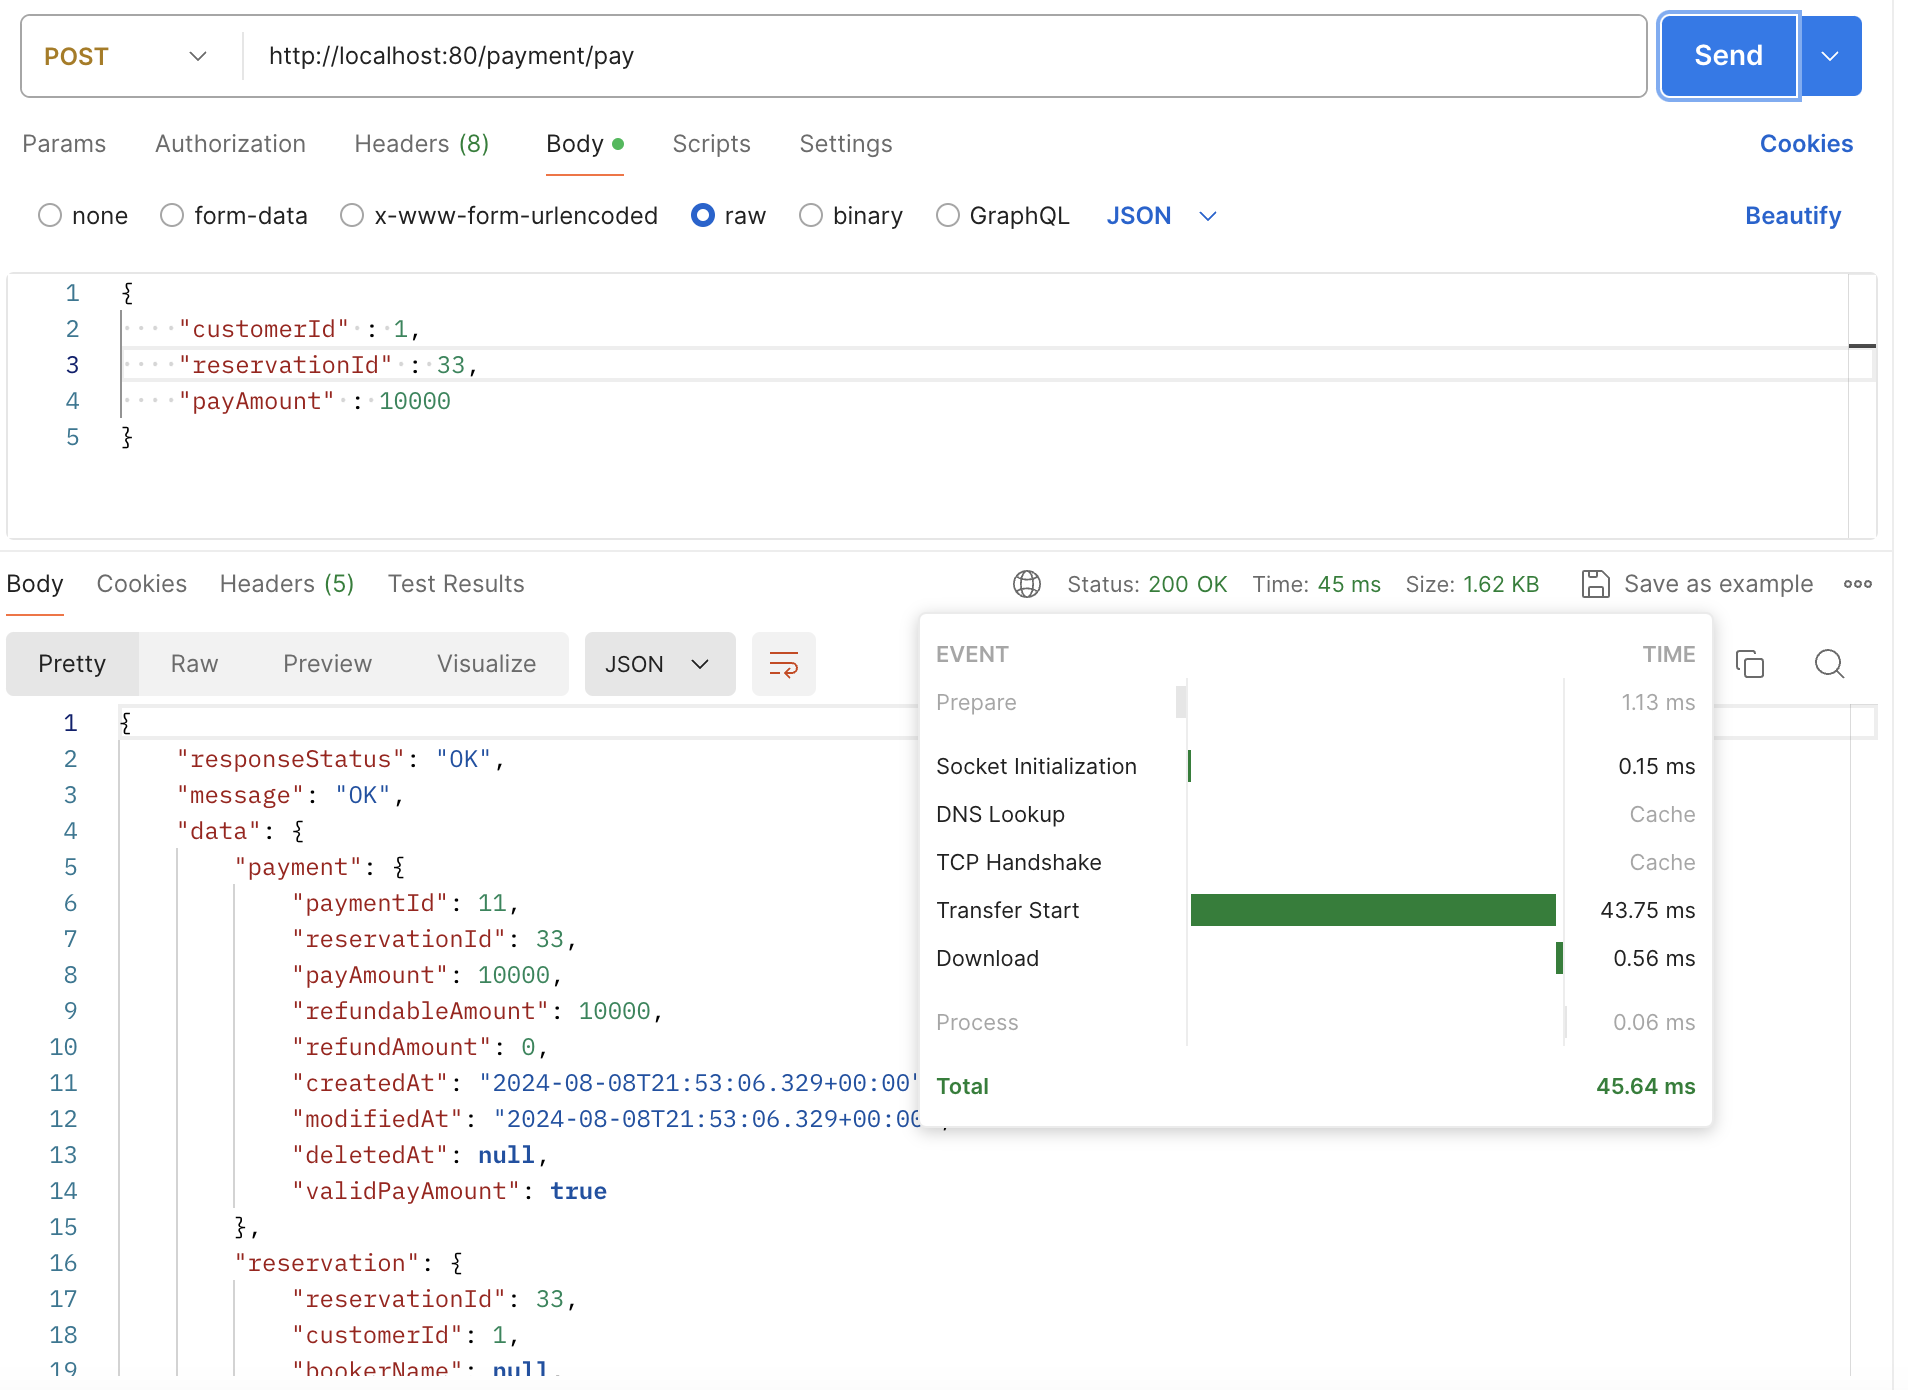 POST http://localhost:80/payment/pay Send
Params Authorization Headers (8) Body Scripts Settings Cookies
none form-data x-www-form-urlencoded raw binary GraphQL JSON Beautify
1 {
2 "customerId" : 1,
3 "reservationId" : 33,
4 "payAmount" : 10000
5 }
Body Cookies Headers (5) Test Results Status: 200 OK Time: 45 ms Size: 1.62 KB Save as example
Pretty Raw Preview Visualize JSON
EVENT TIME
Prepare 1.13 ms
Socket Initialization 0.15 ms
DNS Lookup Cache
TCP Handshake Cache
Transfer Start 43.75 ms
Download 0.56 ms
Process 0.06 ms
Total 45.64 ms
1 {
2 "responseStatus": "OK",
3 "message": "OK",
4 "data": {
5 "payment": {
6 "paymentId": 11,
7 "reservationId": 33,
8 "payAmount": 10000,
9 "refundableAmount": 10000,
10 "refundAmount": 0,
11 "createdAt": "2024-08-08T21:53:06.329+00:00"
12 "modifiedAt": "2024-08-08T21:53:06.329+00:00
13 "deletedAt": null,
14 "validPayAmount": true
15 },
16 "reservation": {
17 "reservationId": 33,
18 "customerId": 1,
19 "bookerName": null,